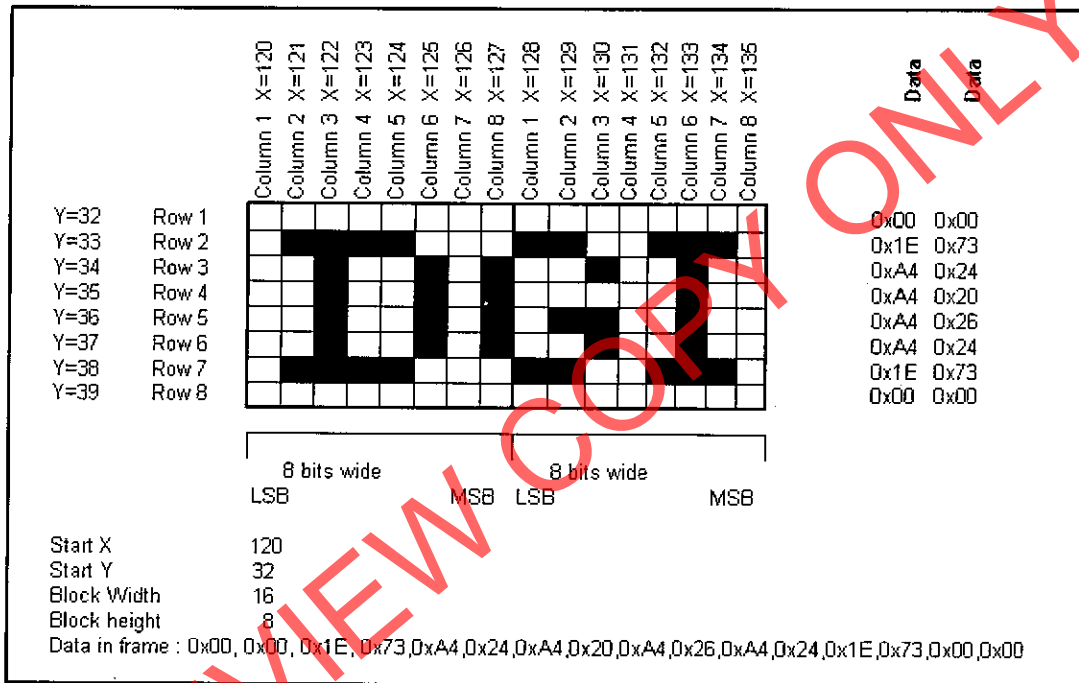 Column 1 X=120
Column 2 X=121
Column 3 X=122
Column 4 X=123
Column 5 X=124
Column 6 X=125
Column 7 X=126
Column 8 X=127
Column 1 X=128
Column 2 X=129
Column 3 X=130
Column 4 X=131
Column 5 X=132
Column 6 X=133
Column 7 X=134
Column 8 X=135
Data
Data
Y=32 Row 1 0x00 0x00
Y=33 Row 2 0x1E 0x73
Y=34 Row 3 0xA4 0x24
Y=35 Row 4 0xA4 0x20
Y=36 Row 5 0xA4 0x26
Y=37 Row 6 0xA4 0x24
Y=38 Row 7 0x1E 0x73
Y=39 Row 8 0x00 0x00
8 bits wide 8 bits wide
LSB MSB LSB MSB
Start X 120
Start Y 32
Block Width 16
Block height 8
Data in frame : 0x00, 0x00, 0x1E, 0x73,0xA4,0x24,0xA4,0x20,0xA4,0x26,0xA4,0x24,0x1E,0x73,0x00,0x00
VIEW COPY ONLY